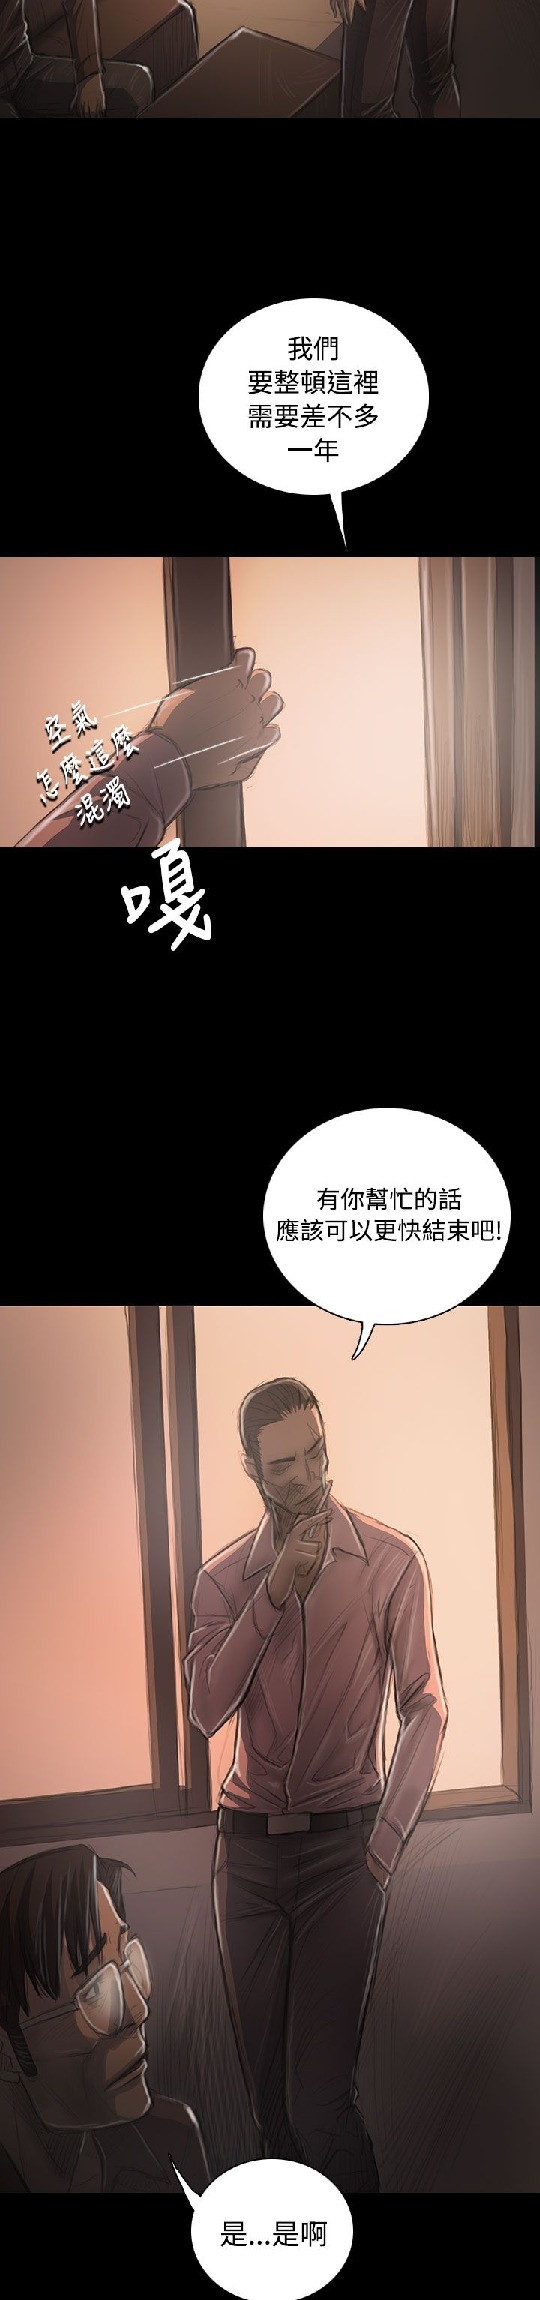 我們
要整頓這裡
需要差不多
一年
空氣
怎麼這麼
混濁
嘎
有你幫忙的話
應該可以更快結束吧!
是...是啊